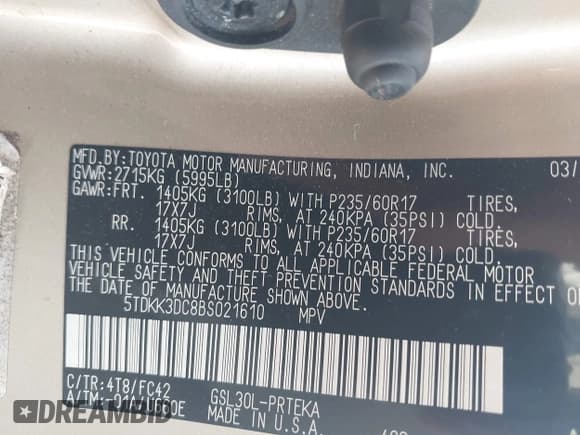 MFD.BY:TOYOTA MOTOR MANUFACTURING, INDIANA, INC. 03/
GVWR:2715KG (5995LB)
GAWR:FRT. 1405KG (3100LB) WITH P235/60R17 TIRES,
17X7J RIMS, AT 240KPA (35PSI) COLD.
RR. 1405KG (3100LB) WITH P235/60R17 TIRES,
17X7J RIMS, AT 240KPA (35PSI) COLD.
THIS VEHICLE CONFORMS TO ALL APPLICABLE FEDERAL MOTOR
VEHICLE SAFETY AND THEFT PREVENTION STANDARDS IN EFFECT ON
THE DATE OF MANUFACTURE SHOWN ABOVE.
5TDKK3DC8BS021610 MPV
C/TR:4T8/FC42 GSL30L-PRTEKA
A/TM: MADE IN U.S.A.
DREAMBID